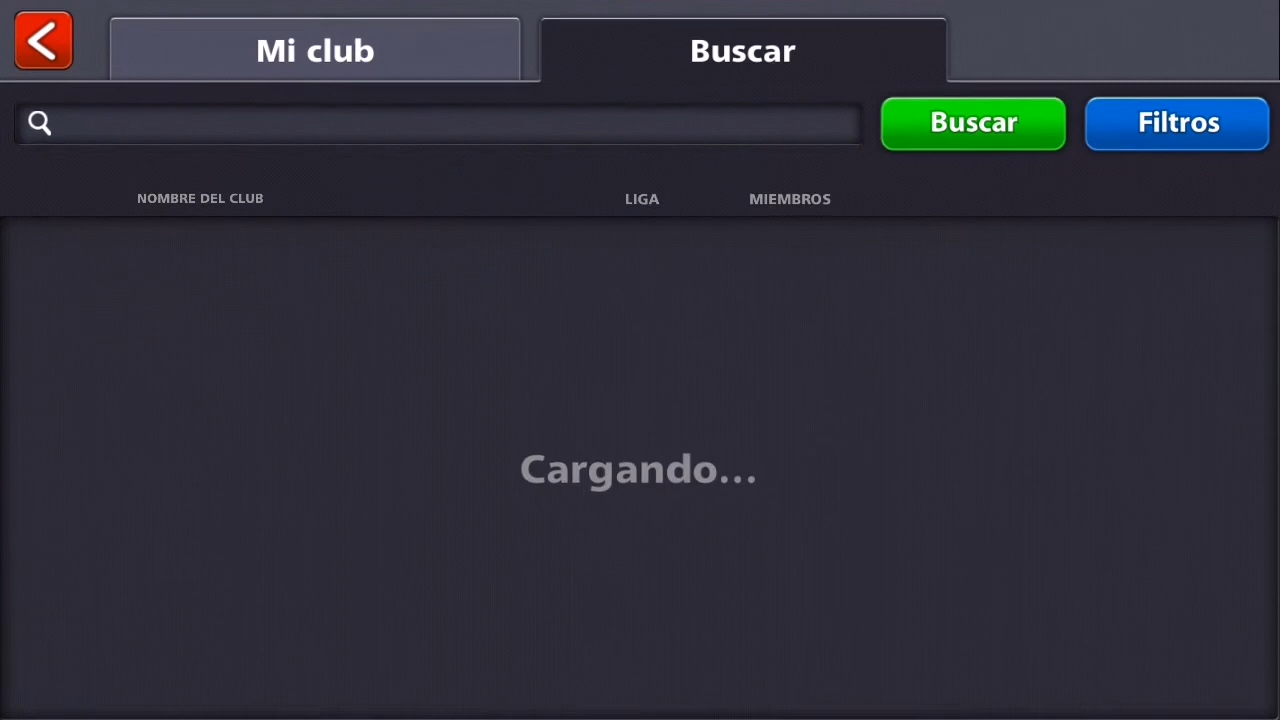 Mi club
Buscar
Buscar
Filtros
NOMBRE DEL CLUB
LIGA
MIEMBROS
Cargando...